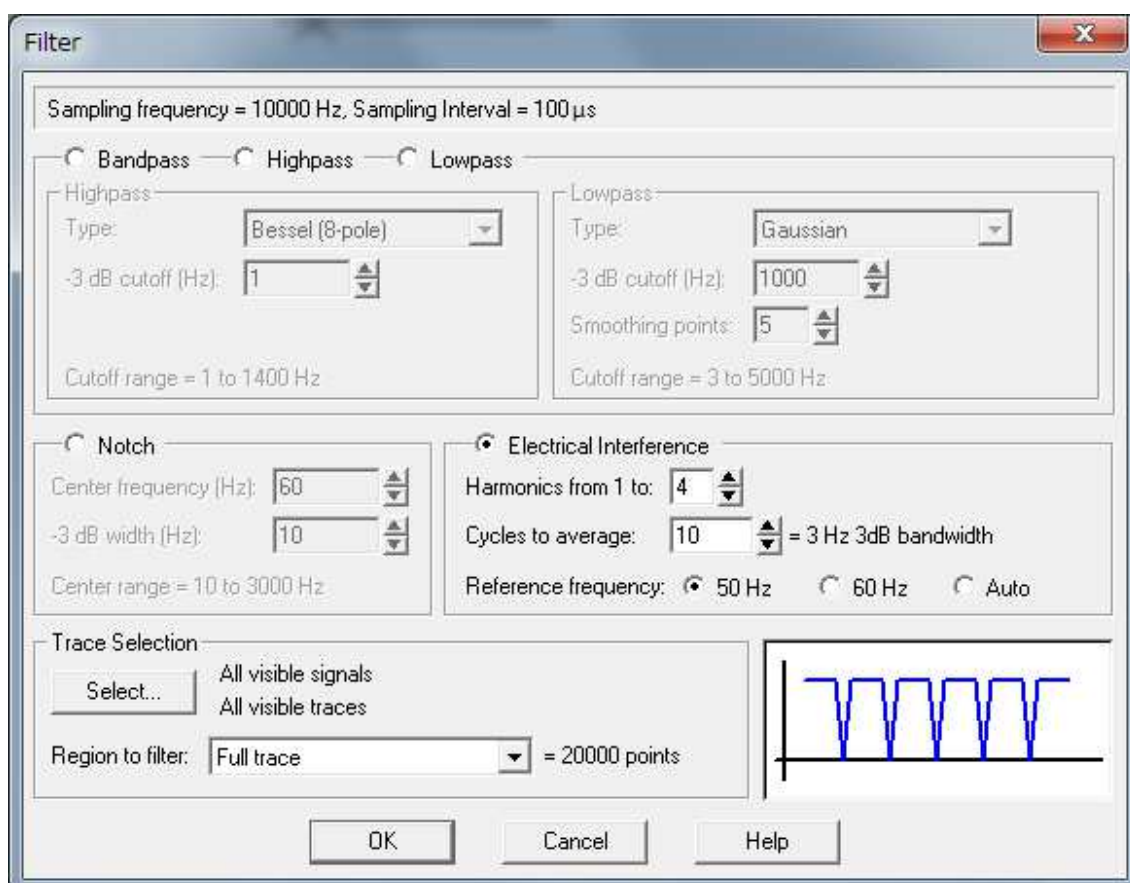 Filter
Sampling frequency = 10000 Hz, Sampling Interval = 100 µs
Bandpass Highpass Lowpass
Highpass
Type: Bessel (8-pole)
-3 dB cutoff (Hz): 1
Cutoff range = 1 to 1400 Hz
Lowpass
Type: Gaussian
-3 dB cutoff (Hz): 1000
Smoothing points: 5
Cutoff range = 3 to 5000 Hz
Notch
Center frequency (Hz): 60
-3 dB width (Hz): 10
Center range = 10 to 3000 Hz
Electrical Interference
Harmonics from 1 to: 4
Cycles to average: 10 = 3 Hz 3dB bandwidth
Reference frequency: 50 Hz 60 Hz Auto
Trace Selection
Select...
All visible signals
All visible traces
Region to filter: Full trace = 20000 points
OK Cancel Help